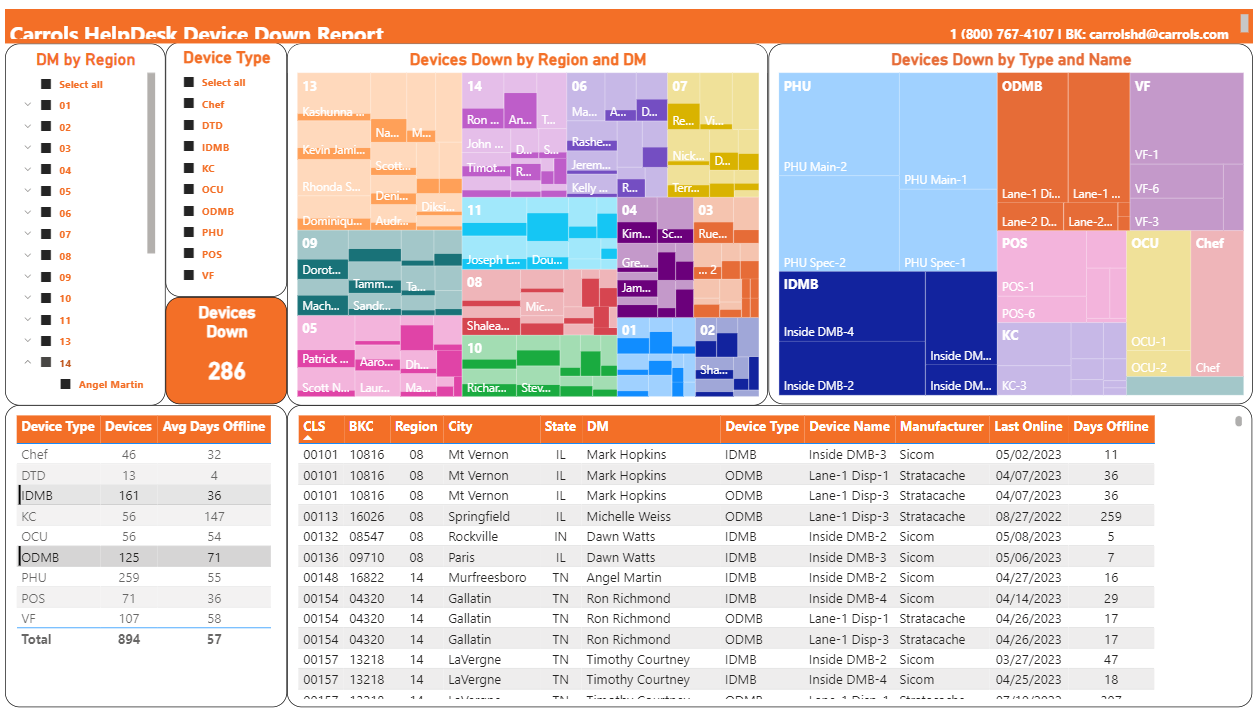 Carrols HelpDesk Device Down Report
1 (800) 767-4107 | BK: carrolshd@carrols.com
DM by Region
Select all
01
02
03
04
05
06
07
08
09
10
11
13
14
Angel Martin
Device Type
Select all
Chef
DTD
IDMB
KC
OCU
ODMB
PHU
POS
VF
Devices Down
286
Devices Down by Region and DM
13
Kashunna ...
Na... M...
Kevin Jami...
Scott...
Rhonda S...
Deni...
Diksi...
Dominiqu... Audr...
09
Dorot...
Tamm... Ta...
Mach... Sandr...
05
Patrick ... Aaro... Dh...
Scott N... Laur... Ma...
14
Ron ... An... T...
John ... D... S...
Timot... R...
11
Joseph L... Dou...
08
Mic...
Shalea...
10
Richar... Stev...
06
Ma... A... D...
Rashe...
Jerem...
Kelly ... R...
07
Re... Vi...
Nick... D...
Terr...
04
Kim... Sc...
Gre...
Jam...
03
Rue...
... 2
01
02
Sha...
Devices Down by Type and Name
PHU
PHU Main-2
PHU Main-1
PHU Spec-2
PHU Spec-1
IDMB
Inside DMB-4
Inside DM...
Inside DMB-2
Inside DM...
ODMB
Lane-1 Di... Lane-1 ...
Lane-2 D... Lane-2...
VF
VF-1
VF-6
VF-3
POS
POS-1
POS-6
KC
KC-3
OCU
OCU-1
OCU-2
Chef
Chef
Device Type Devices Avg Days Offline
Chef 46 32
DTD 13 4
IDMB 161 36
KC 56 147
OCU 56 54
ODMB 125 71
PHU 259 55
POS 71 36
VF 107 58
Total 894 57
CLS BKC Region City State DM Device Type Device Name Manufacturer Last Online Days Offline
00101 10816 08 Mt Vernon IL Mark Hopkins IDMB Inside DMB-3 Sicom 05/02/2023 11
00101 10816 08 Mt Vernon IL Mark Hopkins ODMB Lane-1 Disp-1 Stratacache 04/07/2023 36
00101 10816 08 Mt Vernon IL Mark Hopkins ODMB Lane-1 Disp-3 Stratacache 04/07/2023 36
00113 16026 08 Springfield IL Michelle Weiss ODMB Lane-1 Disp-3 Stratacache 08/27/2022 259
00132 08547 08 Rockville IN Dawn Watts IDMB Inside DMB-2 Sicom 05/08/2023 5
00136 09710 08 Paris IL Dawn Watts IDMB Inside DMB-3 Sicom 05/06/2023 7
00148 16822 14 Murfreesboro TN Angel Martin IDMB Inside DMB-2 Sicom 04/27/2023 16
00154 04320 14 Gallatin TN Ron Richmond IDMB Inside DMB-4 Sicom 04/14/2023 29
00154 04320 14 Gallatin TN Ron Richmond ODMB Lane-1 Disp-1 Stratacache 04/26/2023 17
00154 04320 14 Gallatin TN Ron Richmond ODMB Lane-1 Disp-3 Stratacache 04/26/2023 17
00157 13218 14 LaVergne TN Timothy Courtney IDMB Inside DMB-2 Sicom 03/27/2023 47
00157 13218 14 LaVergne TN Timothy Courtney IDMB Inside DMB-4 Sicom 04/25/2023 18